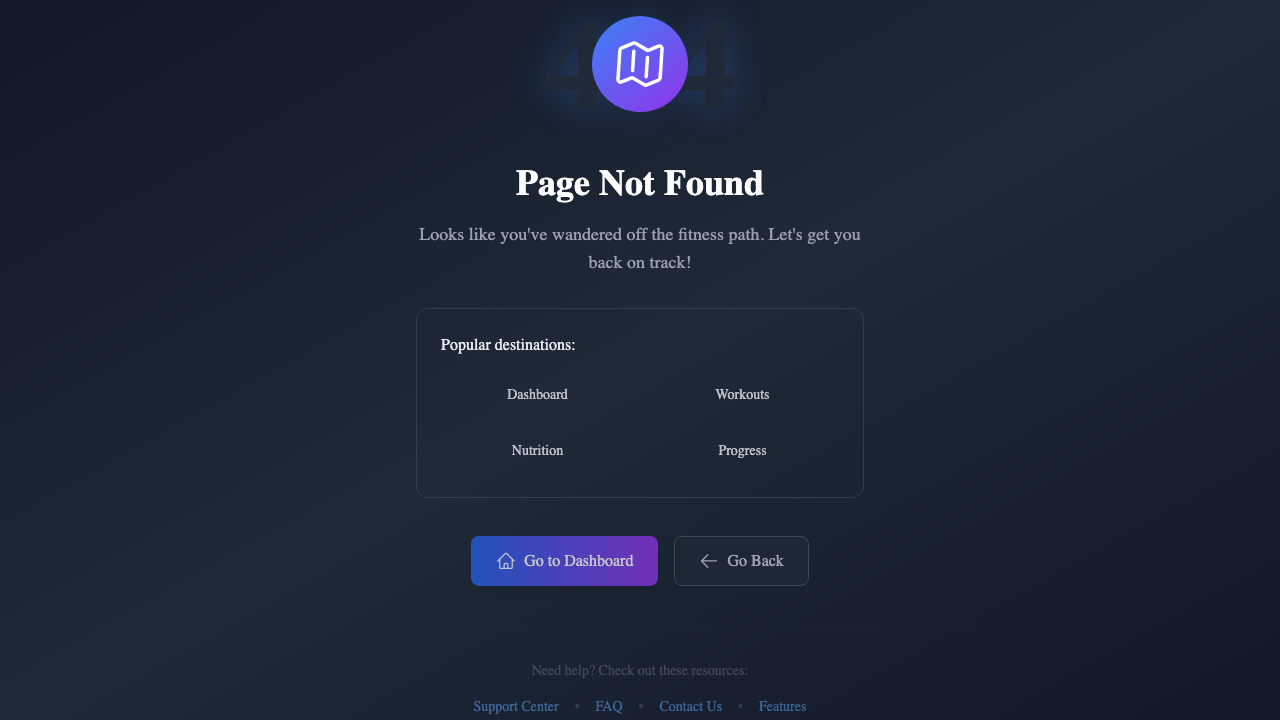 404
Page Not Found
Looks like you've wandered off the fitness path. Let's get you
back on track!
Popular destinations:
Dashboard
Workouts
Nutrition
Progress
Go to Dashboard
Go Back
Need help? Check out these resources:
Support Center • FAQ • Contact Us • Features